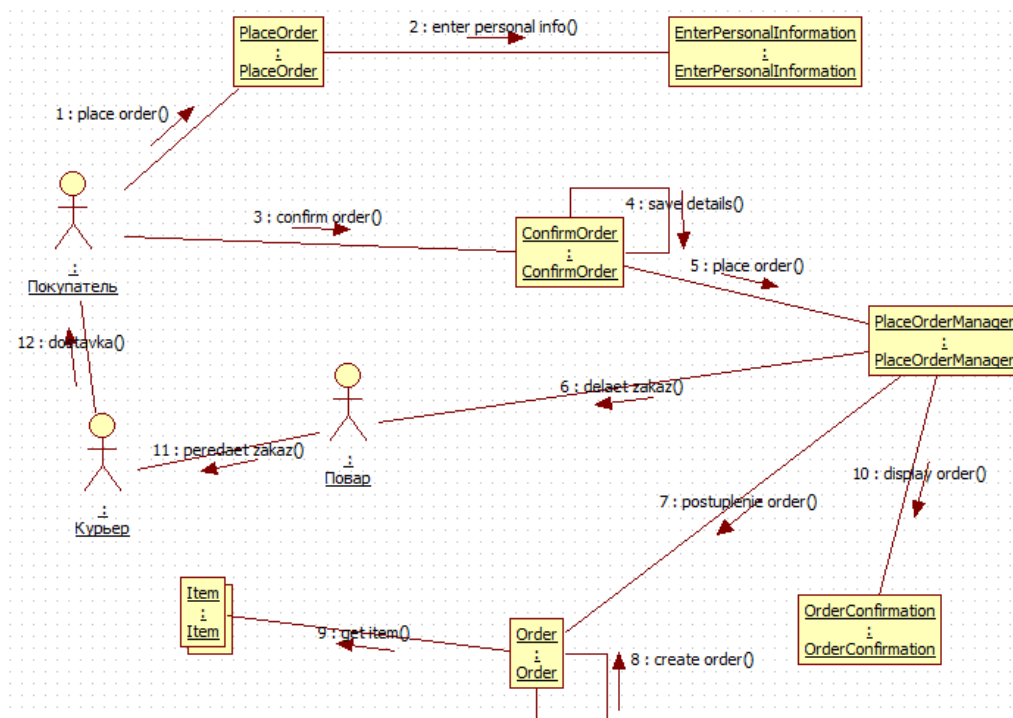 PlaceOrder
:
PlaceOrder
2 : enter personal info()
EnterPersonalInformation
:
EnterPersonalInformation
1 : place order()
:
Покупатель
3 : confirm order()
4 : save details()
ConfirmOrder
:
ConfirmOrder
5 : place order()
PlaceOrderManager
:
PlaceOrderManager
12 : dostavka()
6 : delaet zakaz()
11 : peredaet zakaz()
:
Повар
:
Курьер
10 : display order()
7 : postuplenie order()
Item
:
Item
9 : get item()
Order
:
Order
8 : create order()
OrderConfirmation
:
OrderConfirmation